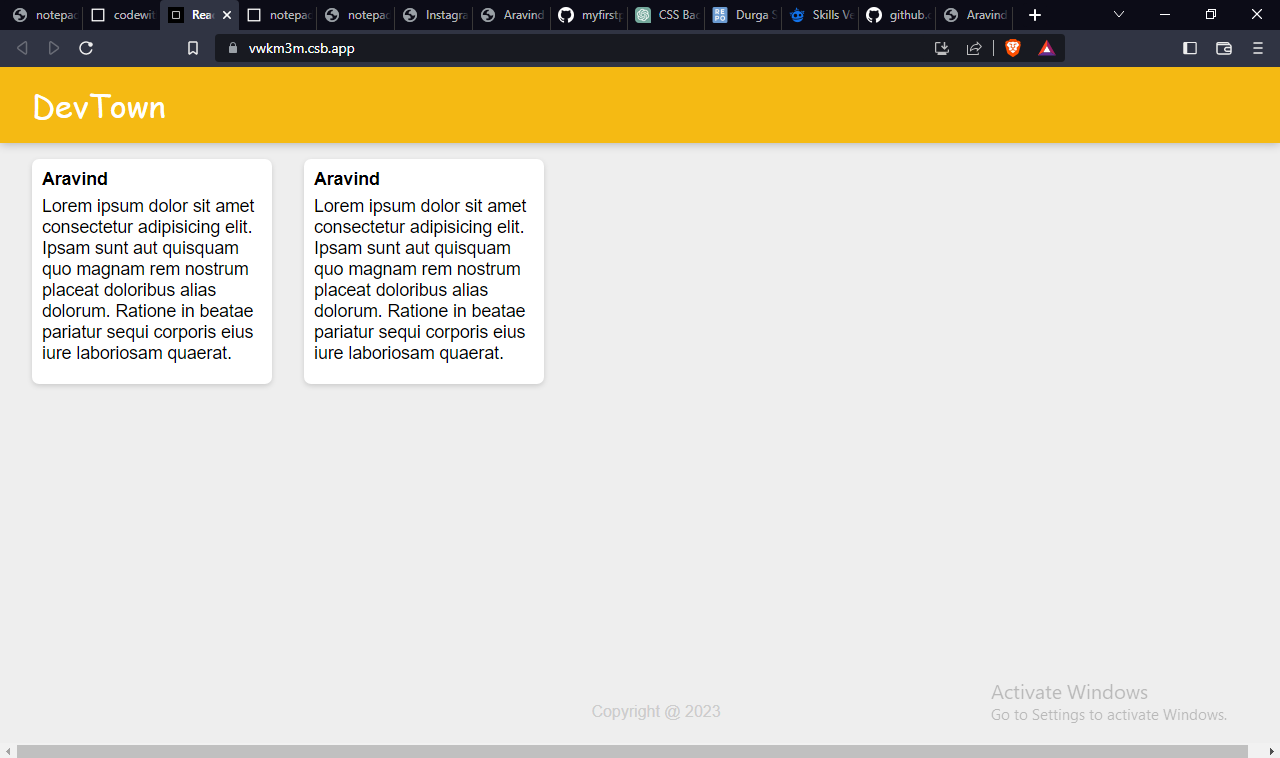 notepad
codewit
Rea
notepad
notepad
Instagra
Aravind
myfirstp
CSS Bac
Durga S
Skills Ve
github.c
Aravind
vwkm3m.csb.app
DevTown
Aravind
Lorem ipsum dolor sit amet
consectetur adipisicing elit.
Ipsam sunt aut quisquam
quo magnam rem nostrum
placeat doloribus alias
dolorum. Ratione in beatae
pariatur sequi corporis eius
iure laboriosam quaerat.
Aravind
Lorem ipsum dolor sit amet
consectetur adipisicing elit.
Ipsam sunt aut quisquam
quo magnam rem nostrum
placeat doloribus alias
dolorum. Ratione in beatae
pariatur sequi corporis eius
iure laboriosam quaerat.
Activate Windows
Go to Settings to activate Windows.
Copyright @ 2023